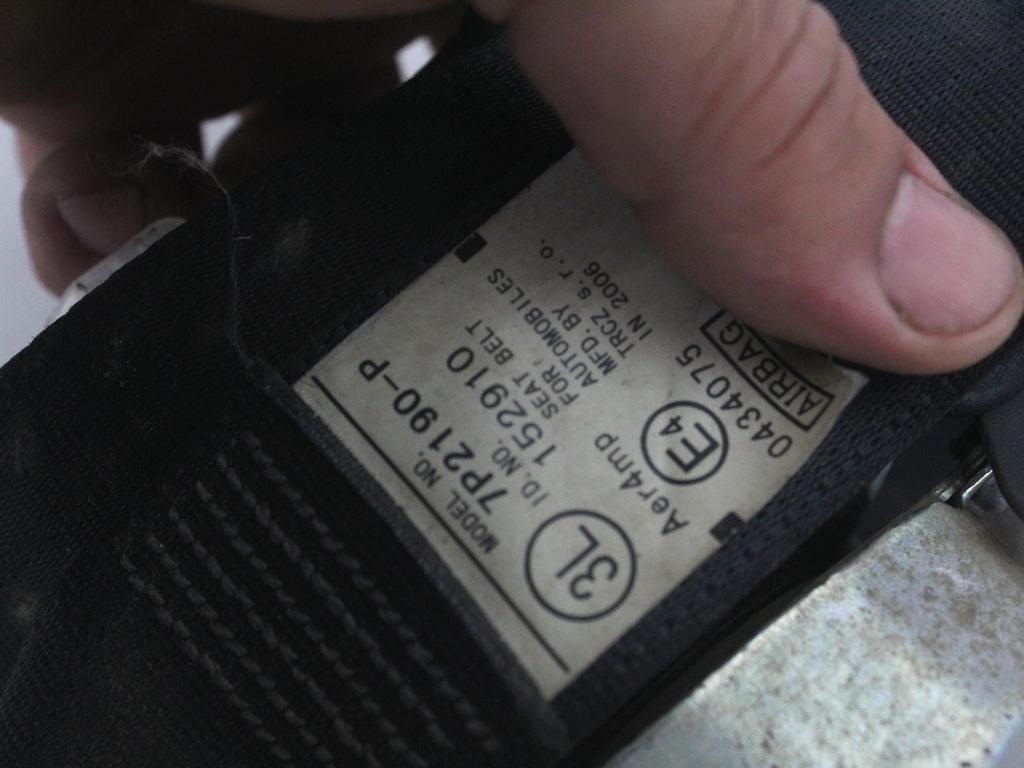 MODEL NO.
7P2190-P
ID. NO.
152910
SEAT BELT
FOR
AUTOMOBILES
MFD. BY
TRCZ s.r.o.
IN 2006
3L
Aer4mp
E4
0434075
AIRBAG